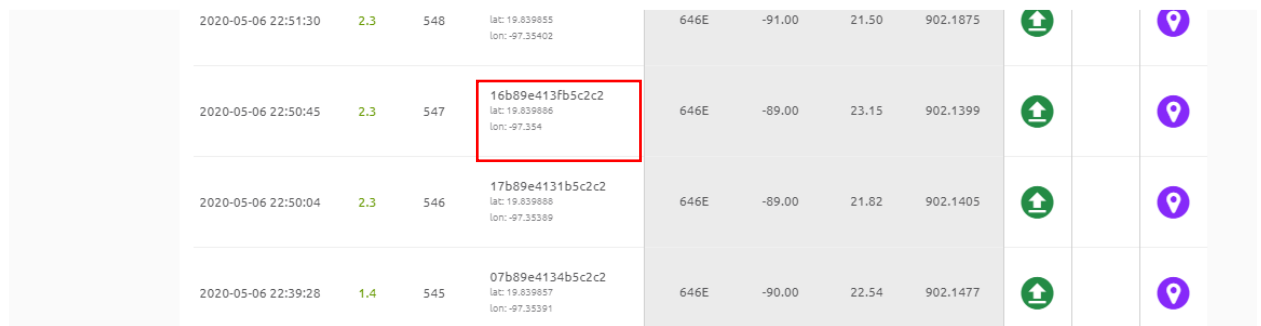 2020-05-06 22:51:30 2.3 548 lat: 19.839855 646E -91.00 21.50 902.1875
lon: -97.35402
16b89e413fb5c2c2
2020-05-06 22:50:45 2.3 547 lat: 19.839886 646E -89.00 23.15 902.1399
lon: -97.354
17b89e4131b5c2c2
2020-05-06 22:50:04 2.3 546 lat: 19.839888 646E -89.00 21.82 902.1405
lon: -97.35389
07b89e4134b5c2c2
2020-05-06 22:39:28 1.4 545 lat: 19.839857 646E -90.00 22.54 902.1477
lon: -97.35391